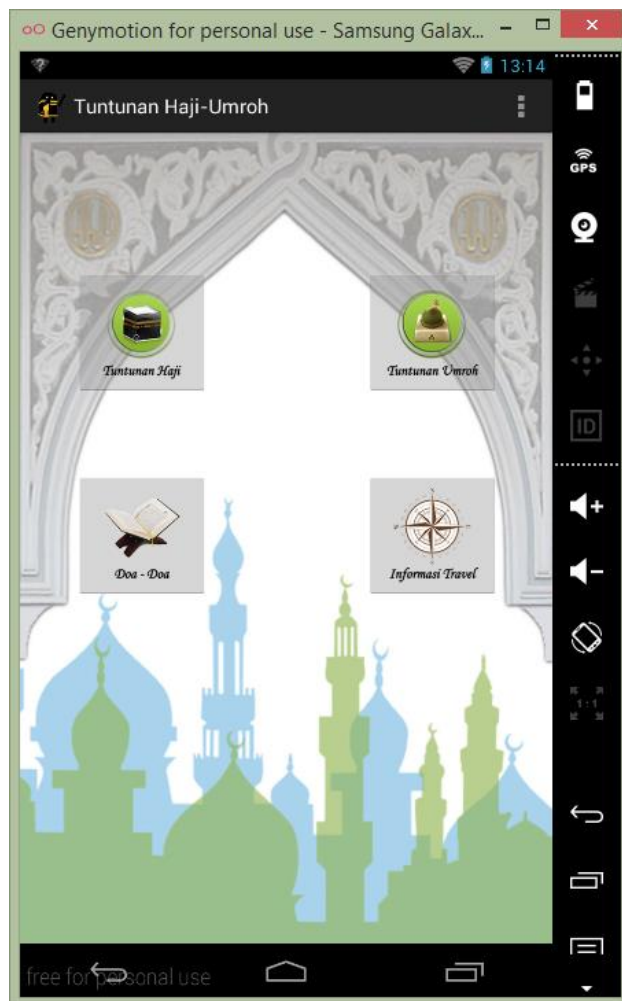 Genymotion for personal use - Samsung Galax...
13:14
Tuntunan Haji-Umroh
GPS
Tuntunan Haji
Tuntunan Umroh
ID
Doa - Doa
Informasi Travel
1:1
free for personal use